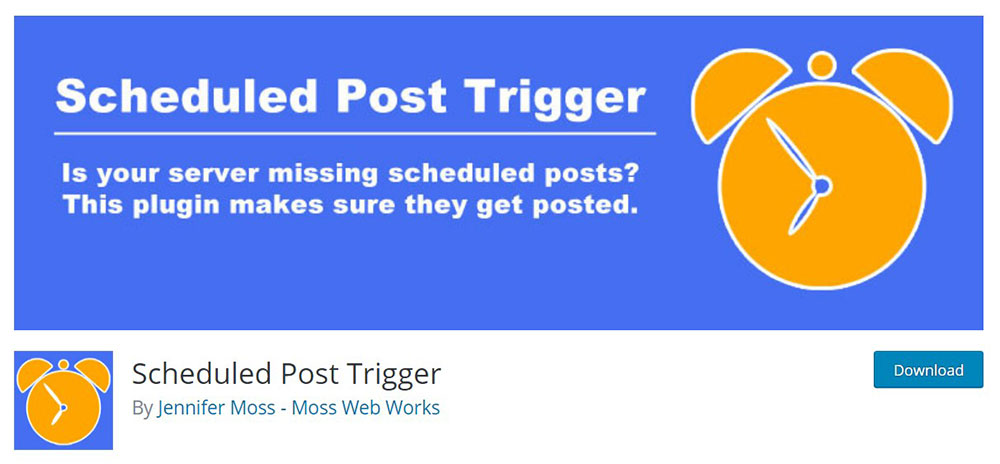 Scheduled Post Trigger
Is your server missing scheduled posts?
This plugin makes sure they get posted.
Scheduled Post Trigger
By Jennifer Moss - Moss Web Works
Download